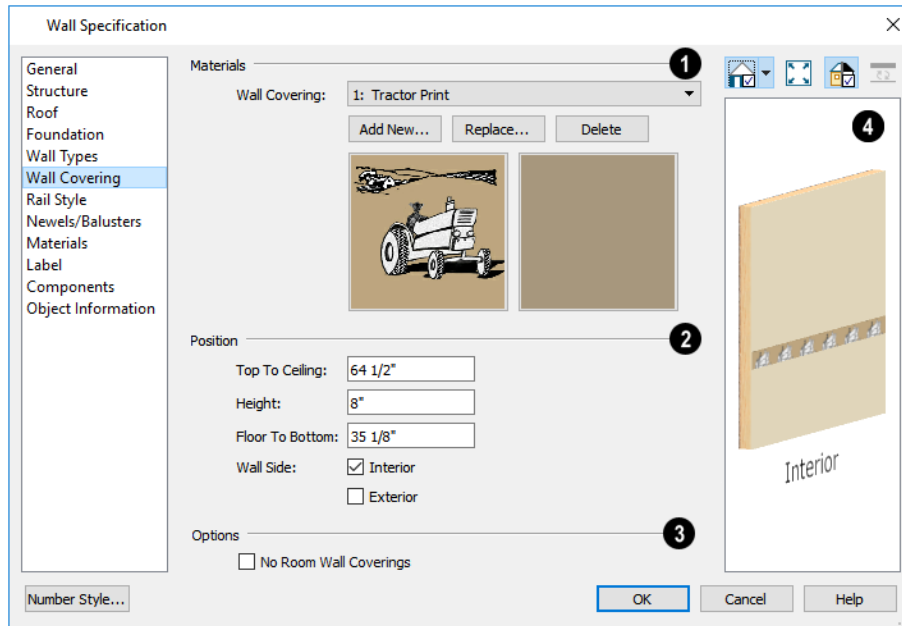 Wall Specification
General
Structure
Roof
Foundation
Wall Types
Wall Covering
Rail Style
Newels/Balusters
Materials
Label
Components
Object Information
Materials
1
Wall Covering:
1: Tractor Print
Add New...
Replace...
Delete
Position
2
Top To Ceiling:
64 1/2"
Height:
8"
Floor To Bottom:
35 1/8"
Wall Side:
Interior
Exterior
Options
3
No Room Wall Coverings
4
Interior
Number Style...
OK
Cancel
Help